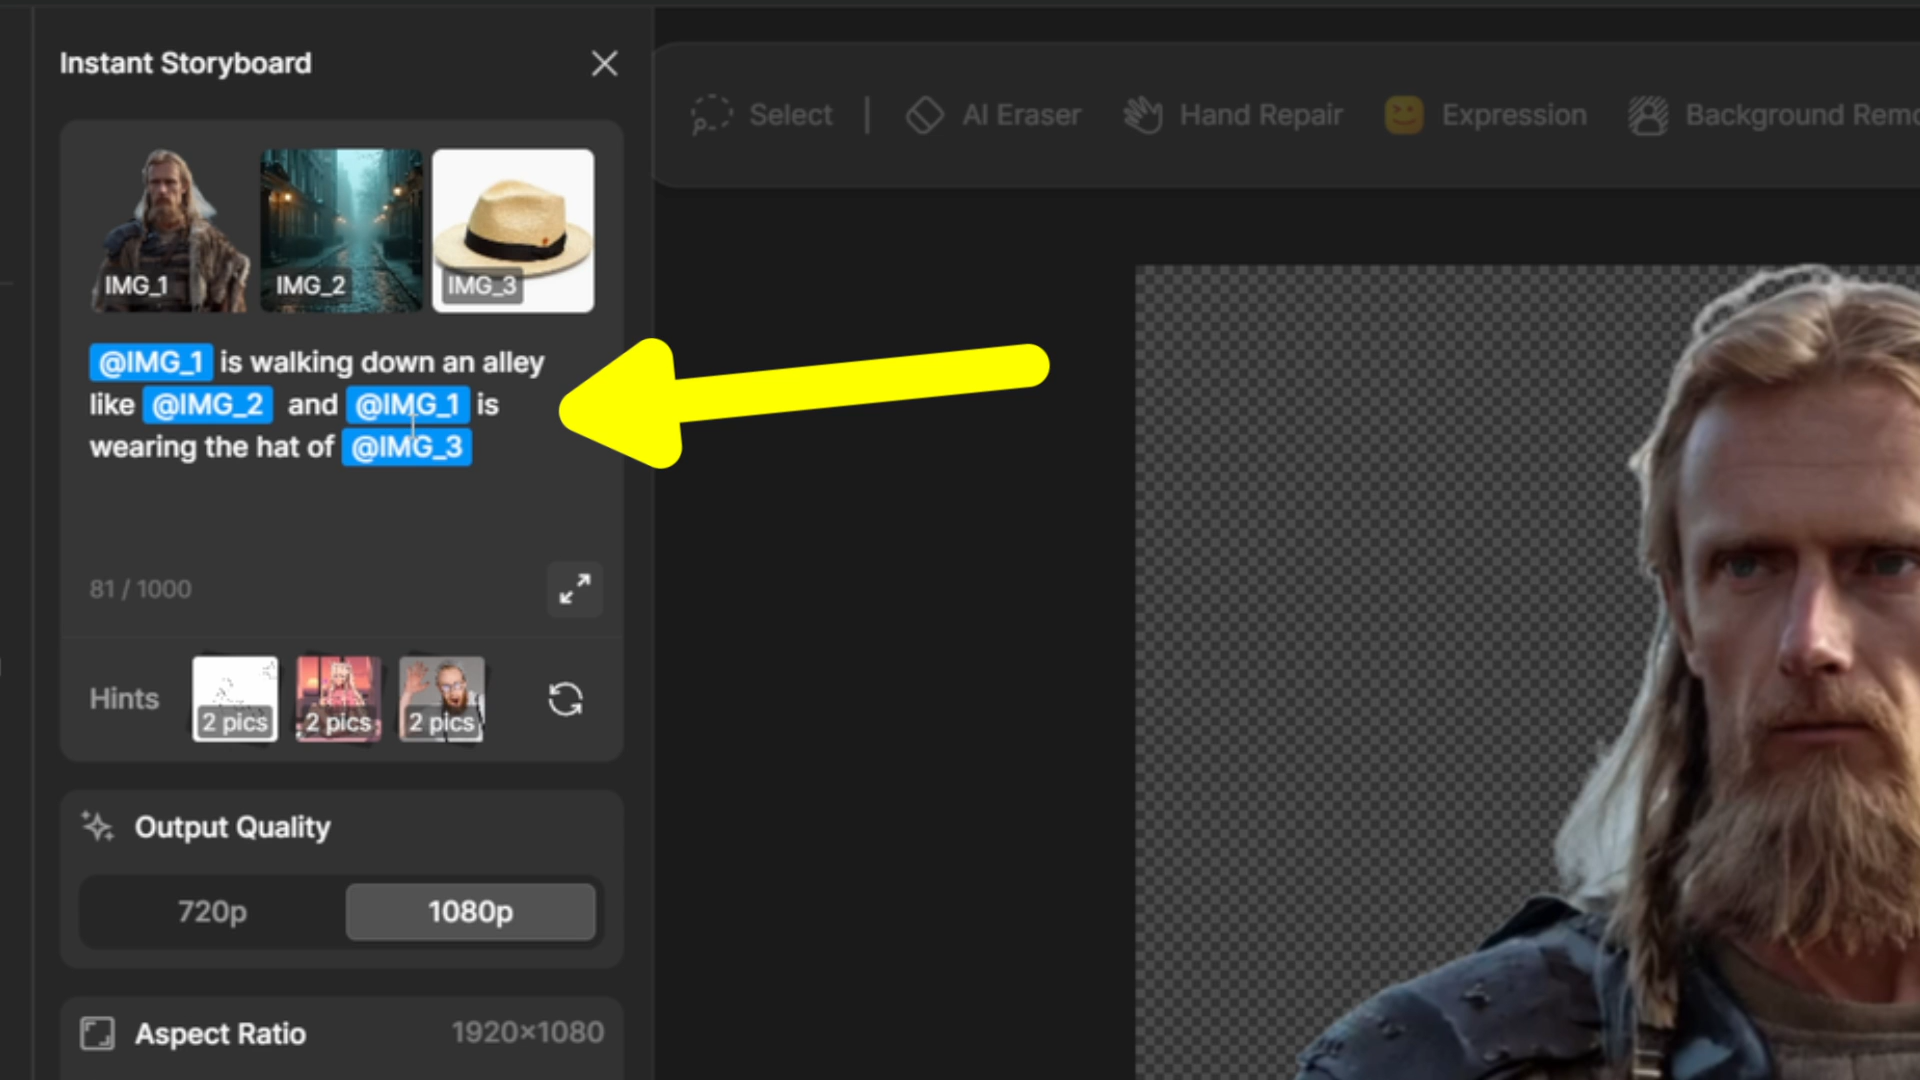 Instant Storyboard
Select | AI Eraser Hand Repair Expression Background Remo
IMG_1 IMG_2 IMG_3
@IMG_1 is walking down an alley
like @IMG_2 and @IMG_1 is
wearing the hat of @IMG_3
81 / 1000
Hints 2 pics 2 pics 2 pics
Output Quality
720p 1080p
Aspect Ratio 1920×1080